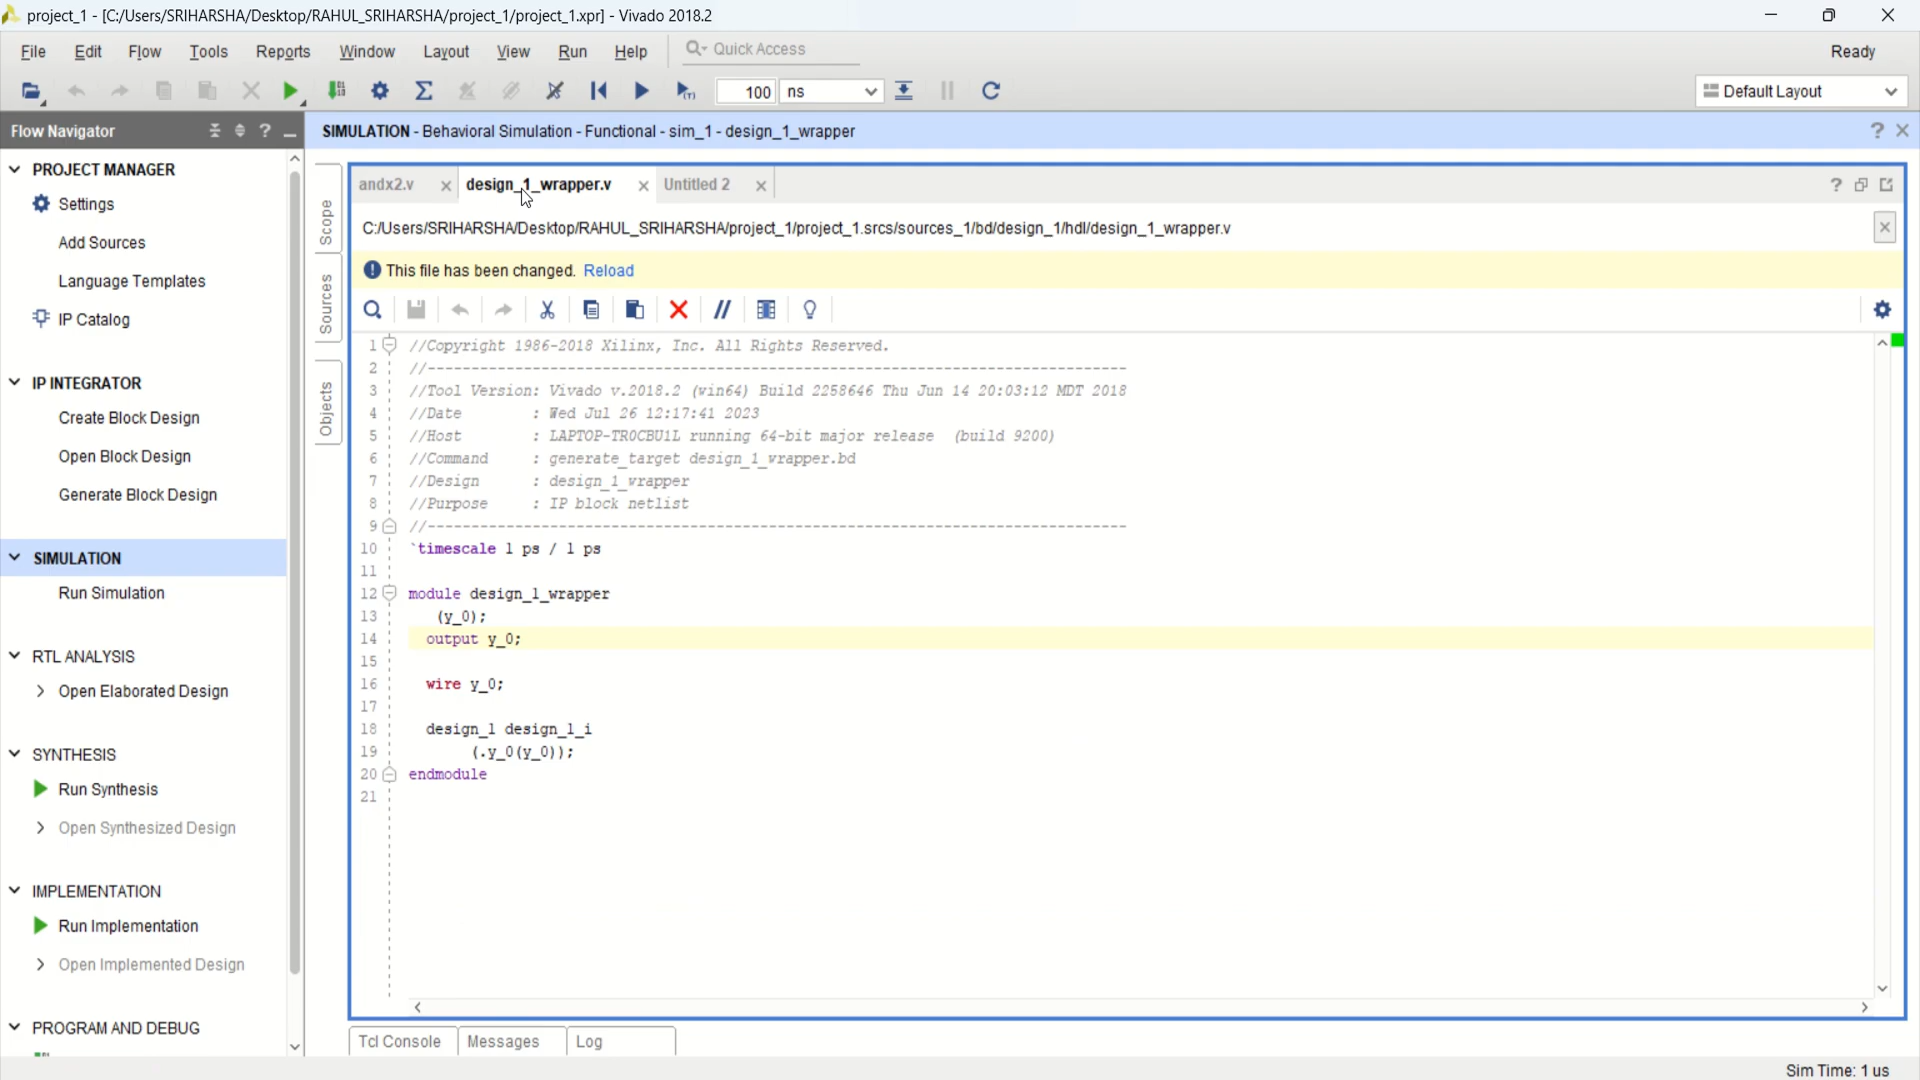 project_1 - [C:/Users/SRIHARSHA/Desktop/RAHUL_SRIHARSHA/project_1/project_1.xpr] - Vivado 2018.2
File Edit Flow Tools Reports Window Layout View Run Help Quick Access Ready
100 ns Default Layout
Flow Navigator
SIMULATION - Behavioral Simulation - Functional - sim_1 - design_1_wrapper
PROJECT MANAGER
Settings
Add Sources
Language Templates
IP Catalog
IP INTEGRATOR
Create Block Design
Open Block Design
Generate Block Design
SIMULATION
Run Simulation
RTL ANALYSIS
Open Elaborated Design
SYNTHESIS
Run Synthesis
Open Synthesized Design
IMPLEMENTATION
Run Implementation
Open Implemented Design
PROGRAM AND DEBUG
Scope
Sources
Objects
andx2.v design_1_wrapper.v Untitled 2
C:/Users/SRIHARSHA/Desktop/RAHUL_SRIHARSHA/project_1/project_1.srcs/sources_1/bd/design_1/hdl/design_1_wrapper.v
This file has been changed. Reload
1 //Copyright 1986-2018 Xilinx, Inc. All Rights Reserved.
2 //--------------------------------------------------------------------------------
3 //Tool Version: Vivado v.2018.2 (win64) Build 2258646 Thu Jun 14 20:03:12 MDT 2018
4 //Date : Wed Jul 26 12:17:41 2023
5 //Host : LAPTOP-TR0CBU1L running 64-bit major release (build 9200)
6 //Command : generate_target design_1_wrapper.bd
7 //Design : design_1_wrapper
8 //Purpose : IP block netlist
9 //--------------------------------------------------------------------------------
10 `timescale 1 ps / 1 ps
11
12 module design_1_wrapper
13 (y_0);
14 output y_0;
15
16 wire y_0;
17
18 design_1 design_1_i
19 (.y_0(y_0));
20 endmodule
21
Tcl Console Messages Log
Sim Time: 1 us